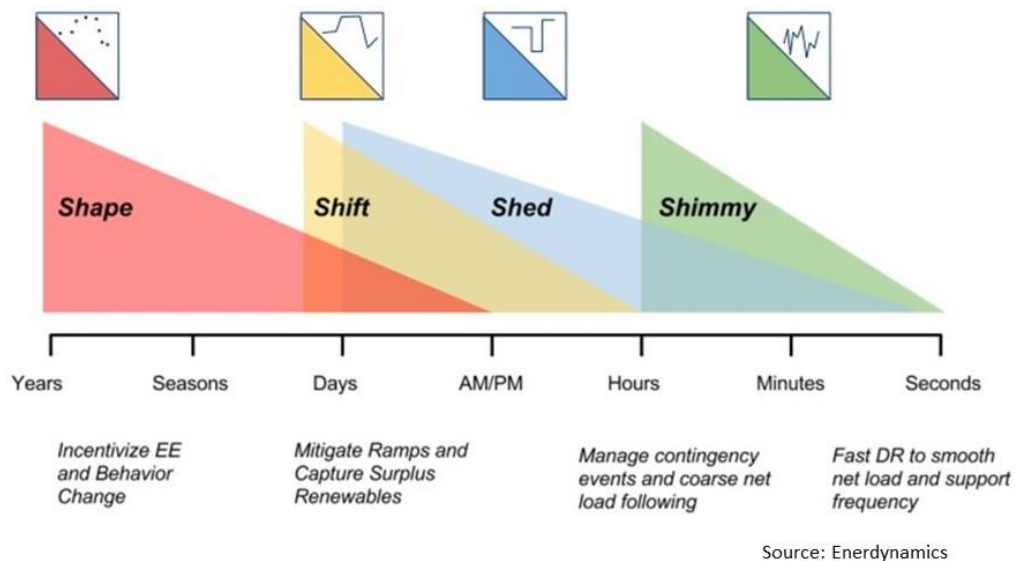 Shape
Shift
Shed
Shimmy
Years
Seasons
Days
AM/PM
Hours
Minutes
Seconds
Incentivize EE
and Behavior
Change
Mitigate Ramps and
Capture Surplus
Renewables
Manage contingency
events and coarse net
load following
Fast DR to smooth
net load and support
frequency
Source: Enerdynamics